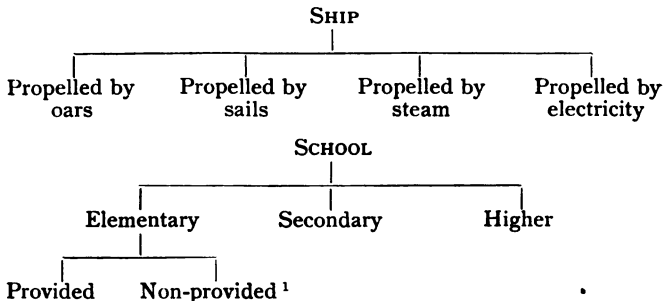 SHIP
Propelled by oars
Propelled by sails
Propelled by steam
Propelled by electricity
SCHOOL
Elementary Secondary Higher
Provided Non-provided ¹